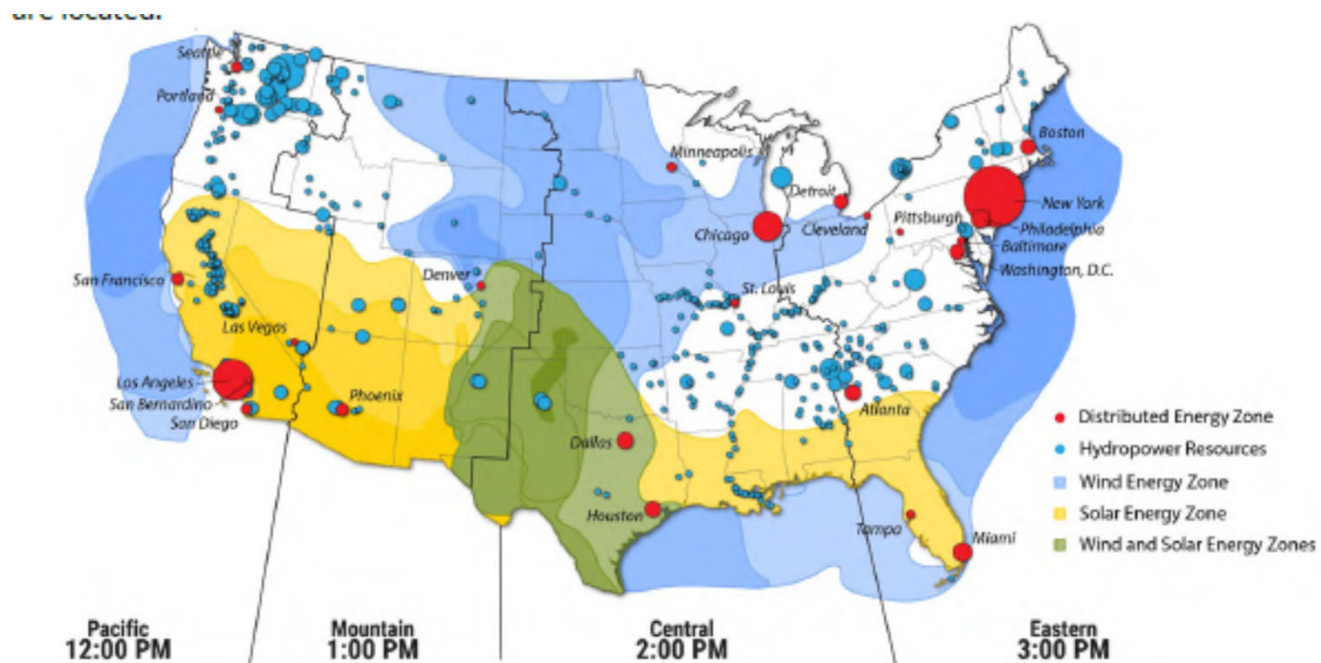 are located.
Seattle
Portland
Minneapolis
Boston
Detroit
New York
Pittsburgh
Chicago
Cleveland
Philadelphia
Baltimore
Washington, D.C.
San Francisco
Denver
St. Louis
Las Vegas
Los Angeles
Phoenix
San Bernardino
San Diego
Atlanta
Dallas
Houston
Tampa
Miami
Distributed Energy Zone
Hydropower Resources
Wind Energy Zone
Solar Energy Zone
Wind and Solar Energy Zones
Pacific
12:00 PM
Mountain
1:00 PM
Central
2:00 PM
Eastern
3:00 PM